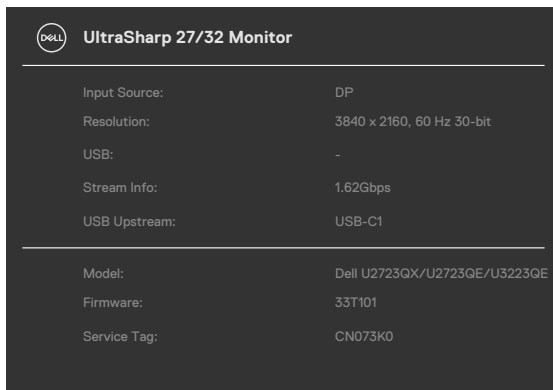 DELL UltraSharp 27/32 Monitor
Input Source: DP
Resolution: 3840 x 2160, 60 Hz 30-bit
USB: -
Stream Info: 1.62Gbps
USB Upstream: USB-C1
Model: Dell U2723QX/U2723QE/U3223QE
Firmware: 33T101
Service Tag: CN073K0